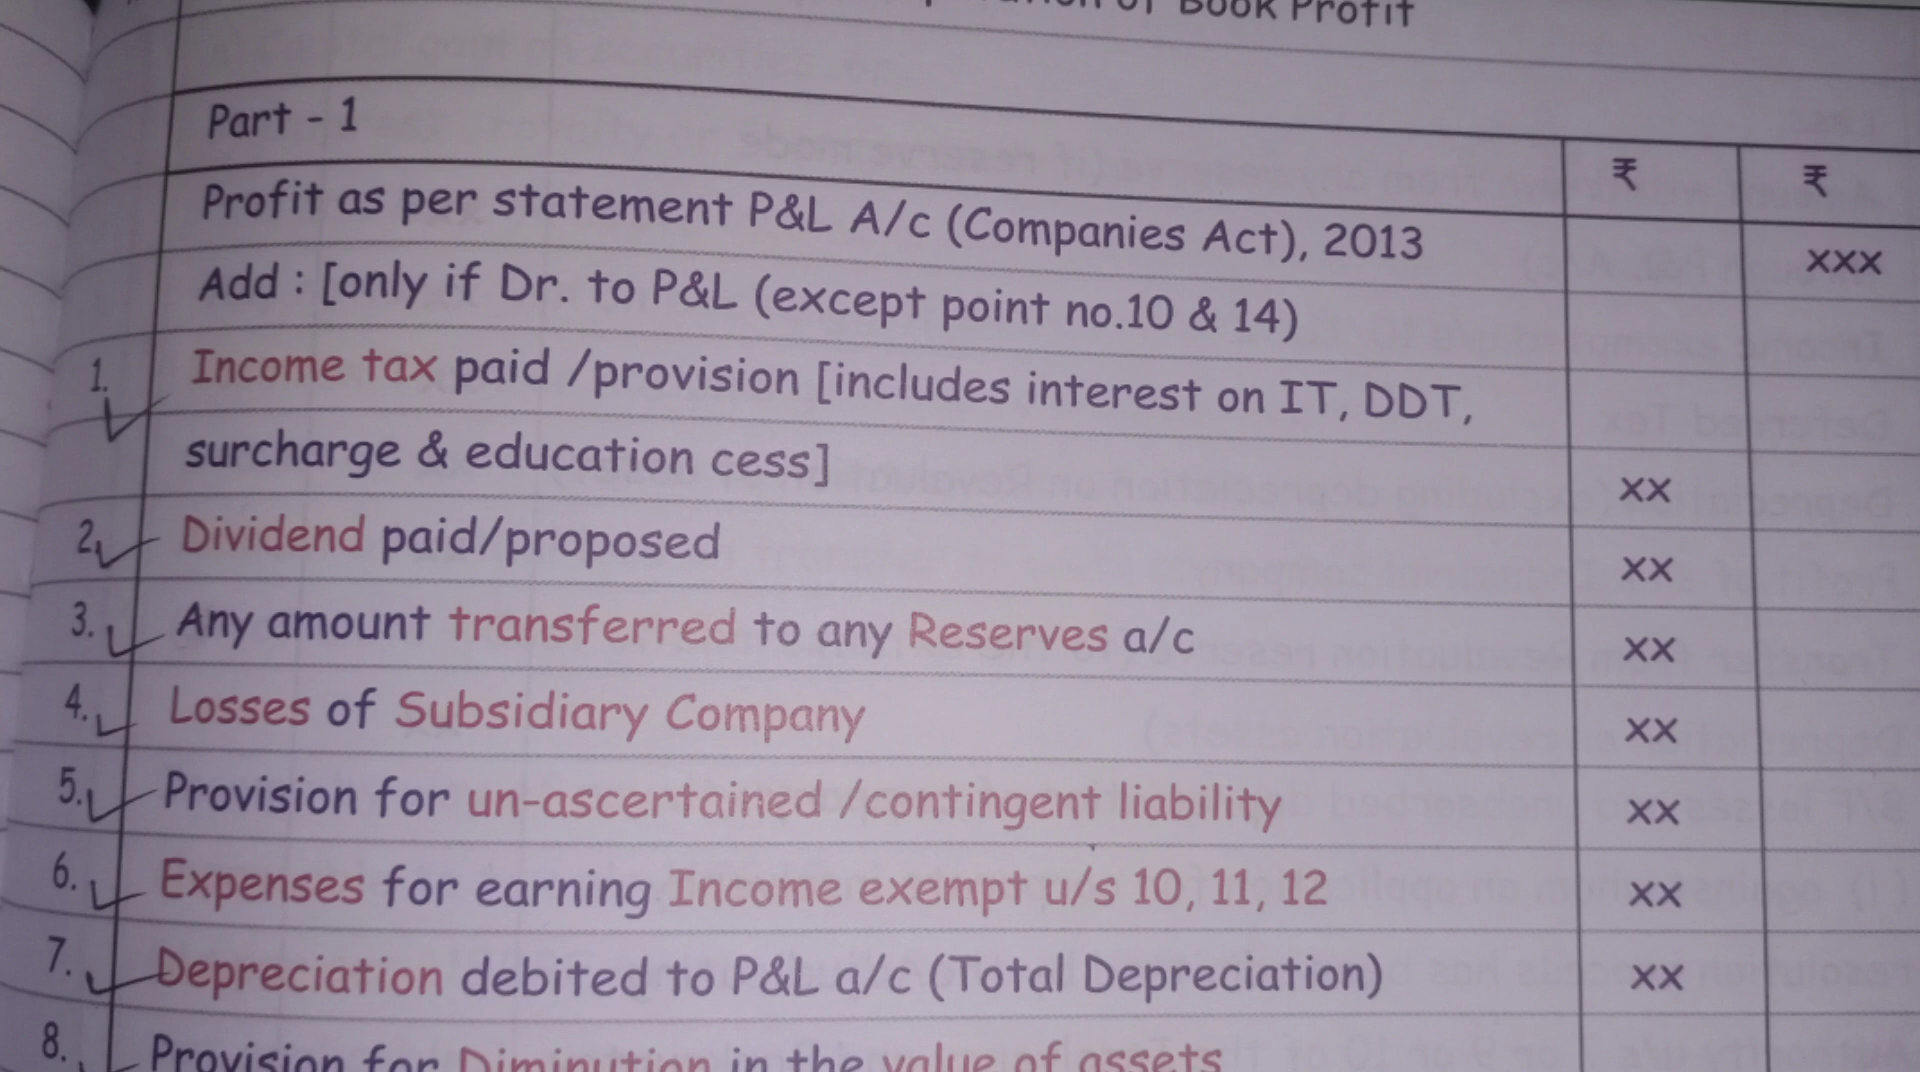 of Book Profit
Part - 1
₹ ₹
Profit as per statement P&L A/c (Companies Act), 2013 xxx
Add : [only if Dr. to P&L (except point no.10 & 14)
1. Income tax paid /provision [includes interest on IT, DDT,
surcharge & education cess] xx
2. Dividend paid/proposed xx
3. Any amount transferred to any Reserves a/c xx
4. Losses of Subsidiary Company xx
5. Provision for un-ascertained /contingent liability xx
6. Expenses for earning Income exempt u/s 10, 11, 12 xx
7. Depreciation debited to P&L a/c (Total Depreciation) xx
8. Provision for Diminution in the value of assets